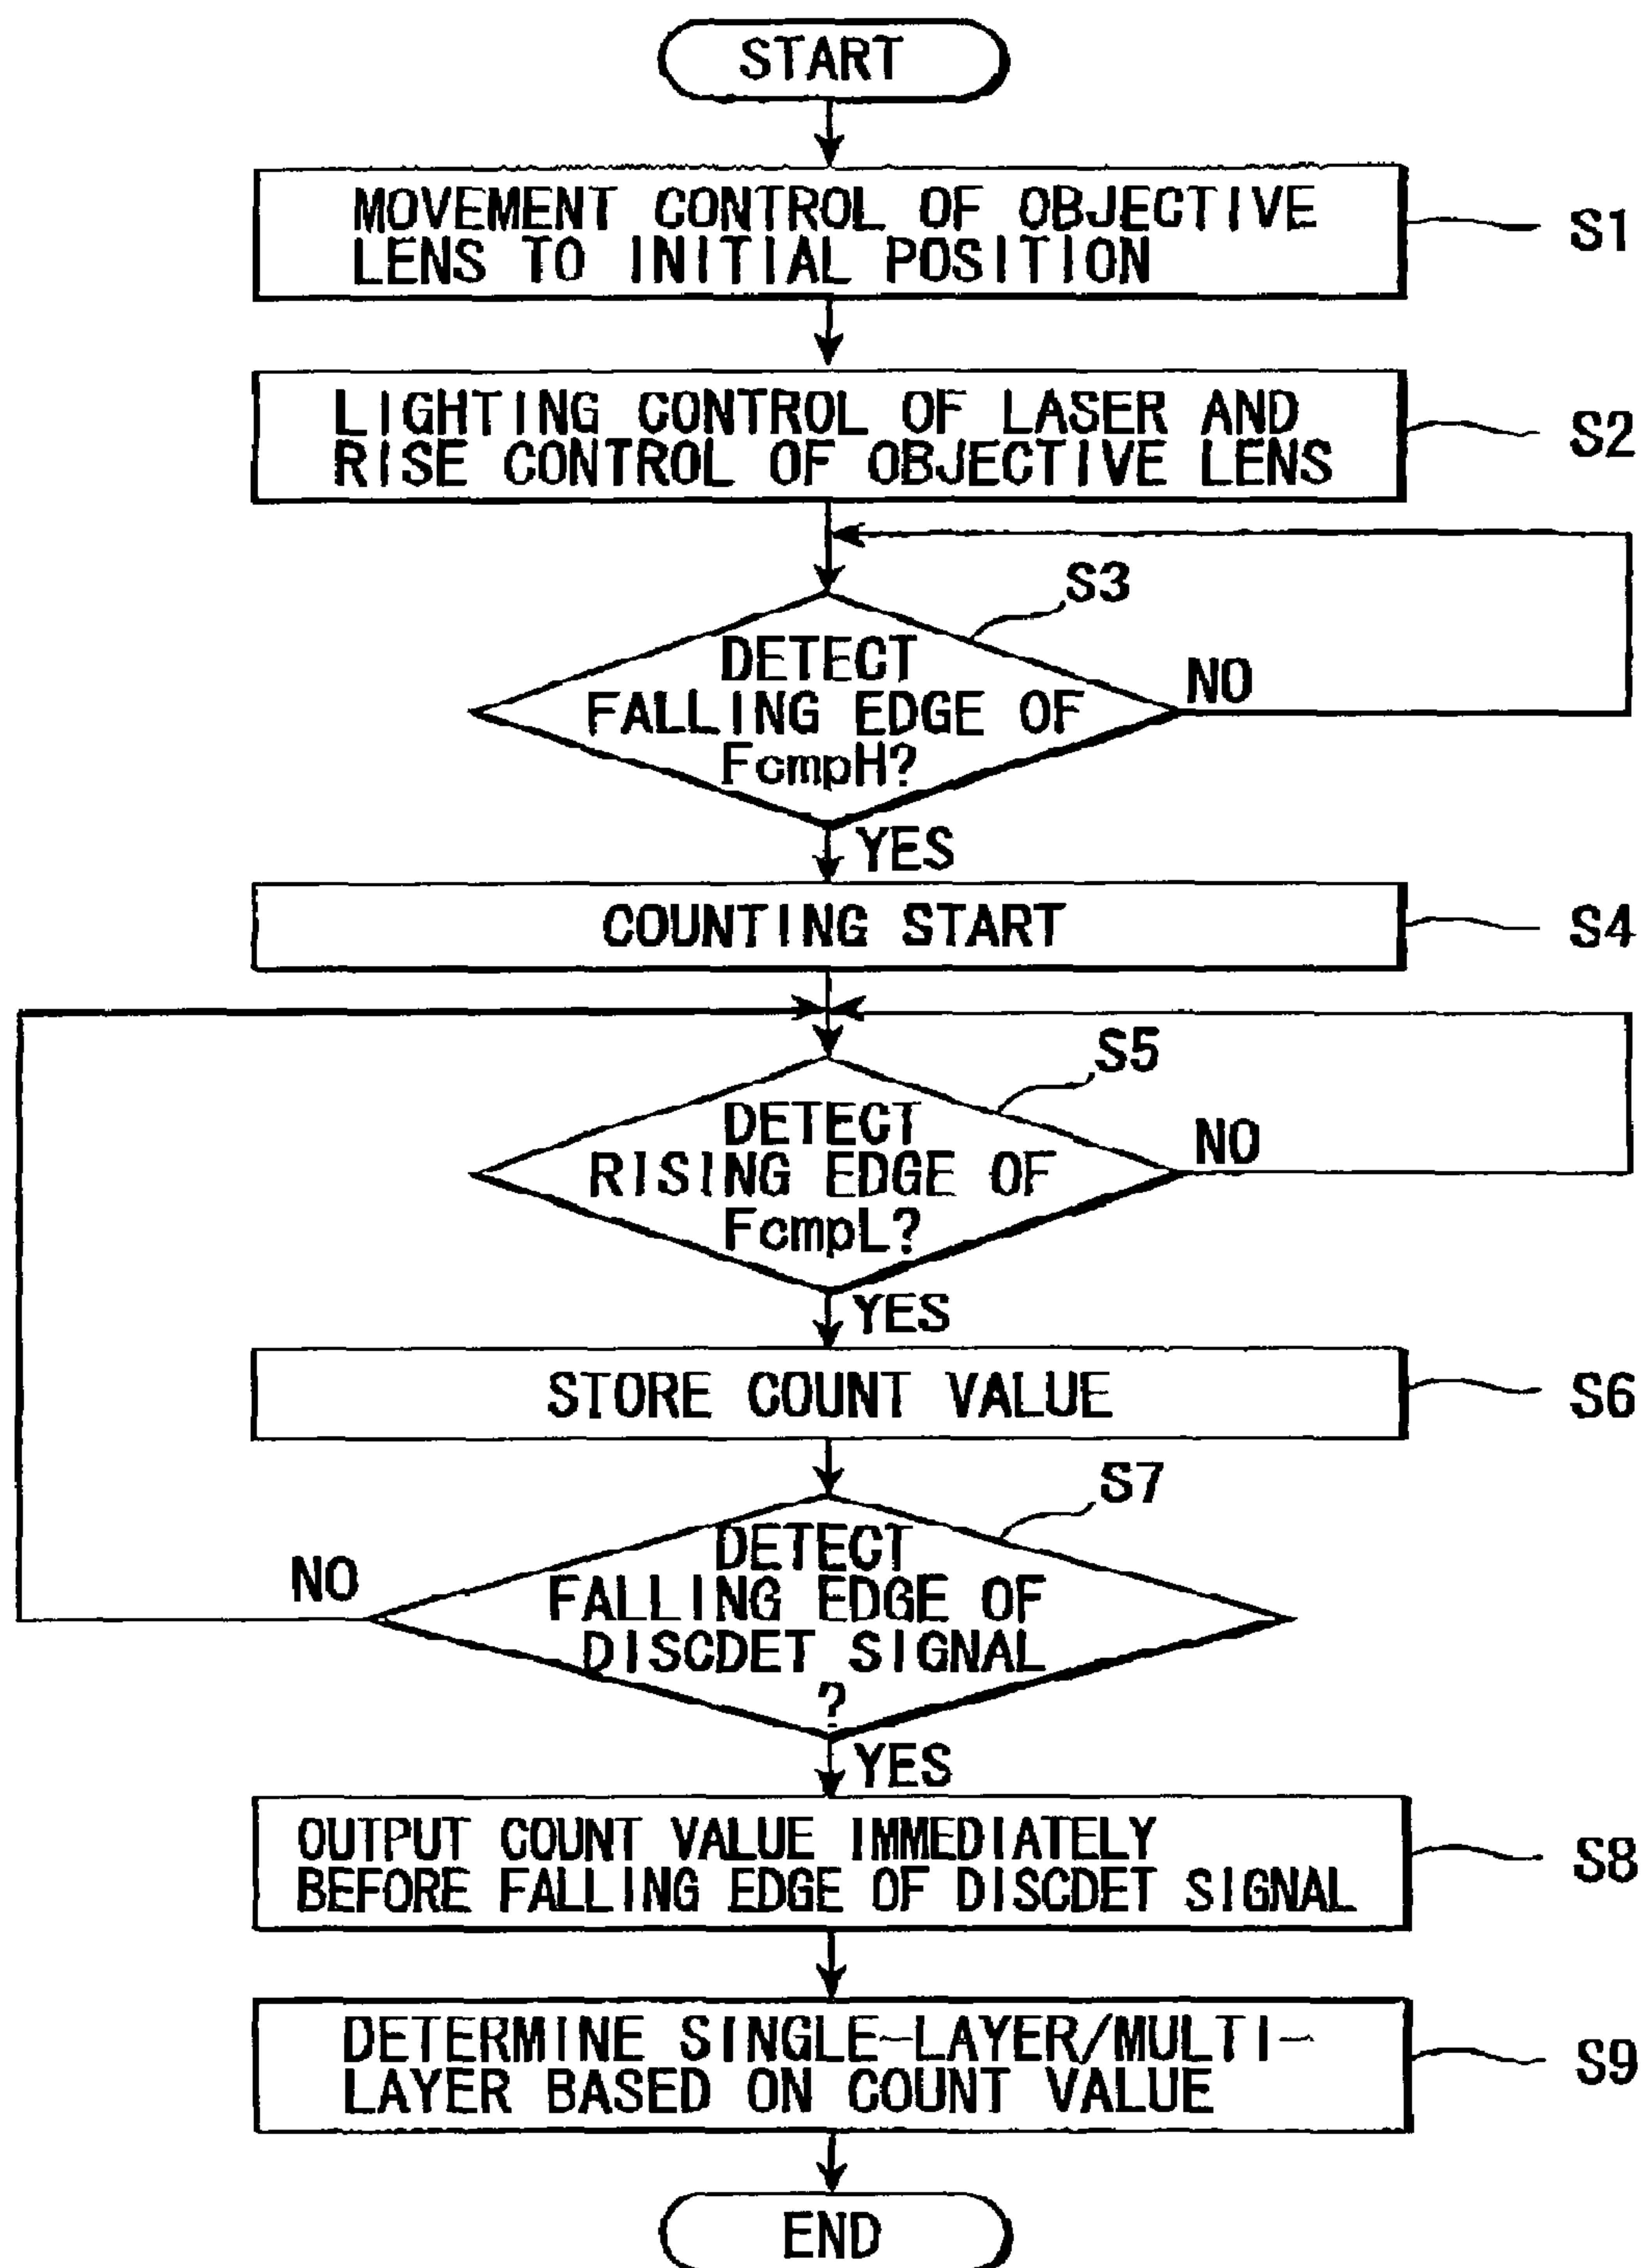 START
MOVEMENT CONTROL OF OBJECTIVE
LENS TO INITIAL POSITION
S1
LIGHTING CONTROL OF LASER AND
RISE CONTROL OF OBJECTIVE LENS
S2
S3
DETECT
FALLING EDGE OF
FcmpH?
NO
YES
COUNTING START
S4
S5
DETECT
RISING EDGE OF
FcmpL?
NO
YES
STORE COUNT VALUE
S6
S7
DETECT
FALLING EDGE OF
DISCDET SIGNAL
?
NO
YES
OUTPUT COUNT VALUE IMMEDIATELY
BEFORE FALLING EDGE OF DISCDET SIGNAL
S8
DETERMINE SINGLE-LAYER/MULTI-
LAYER BASED ON COUNT VALUE
S9
END